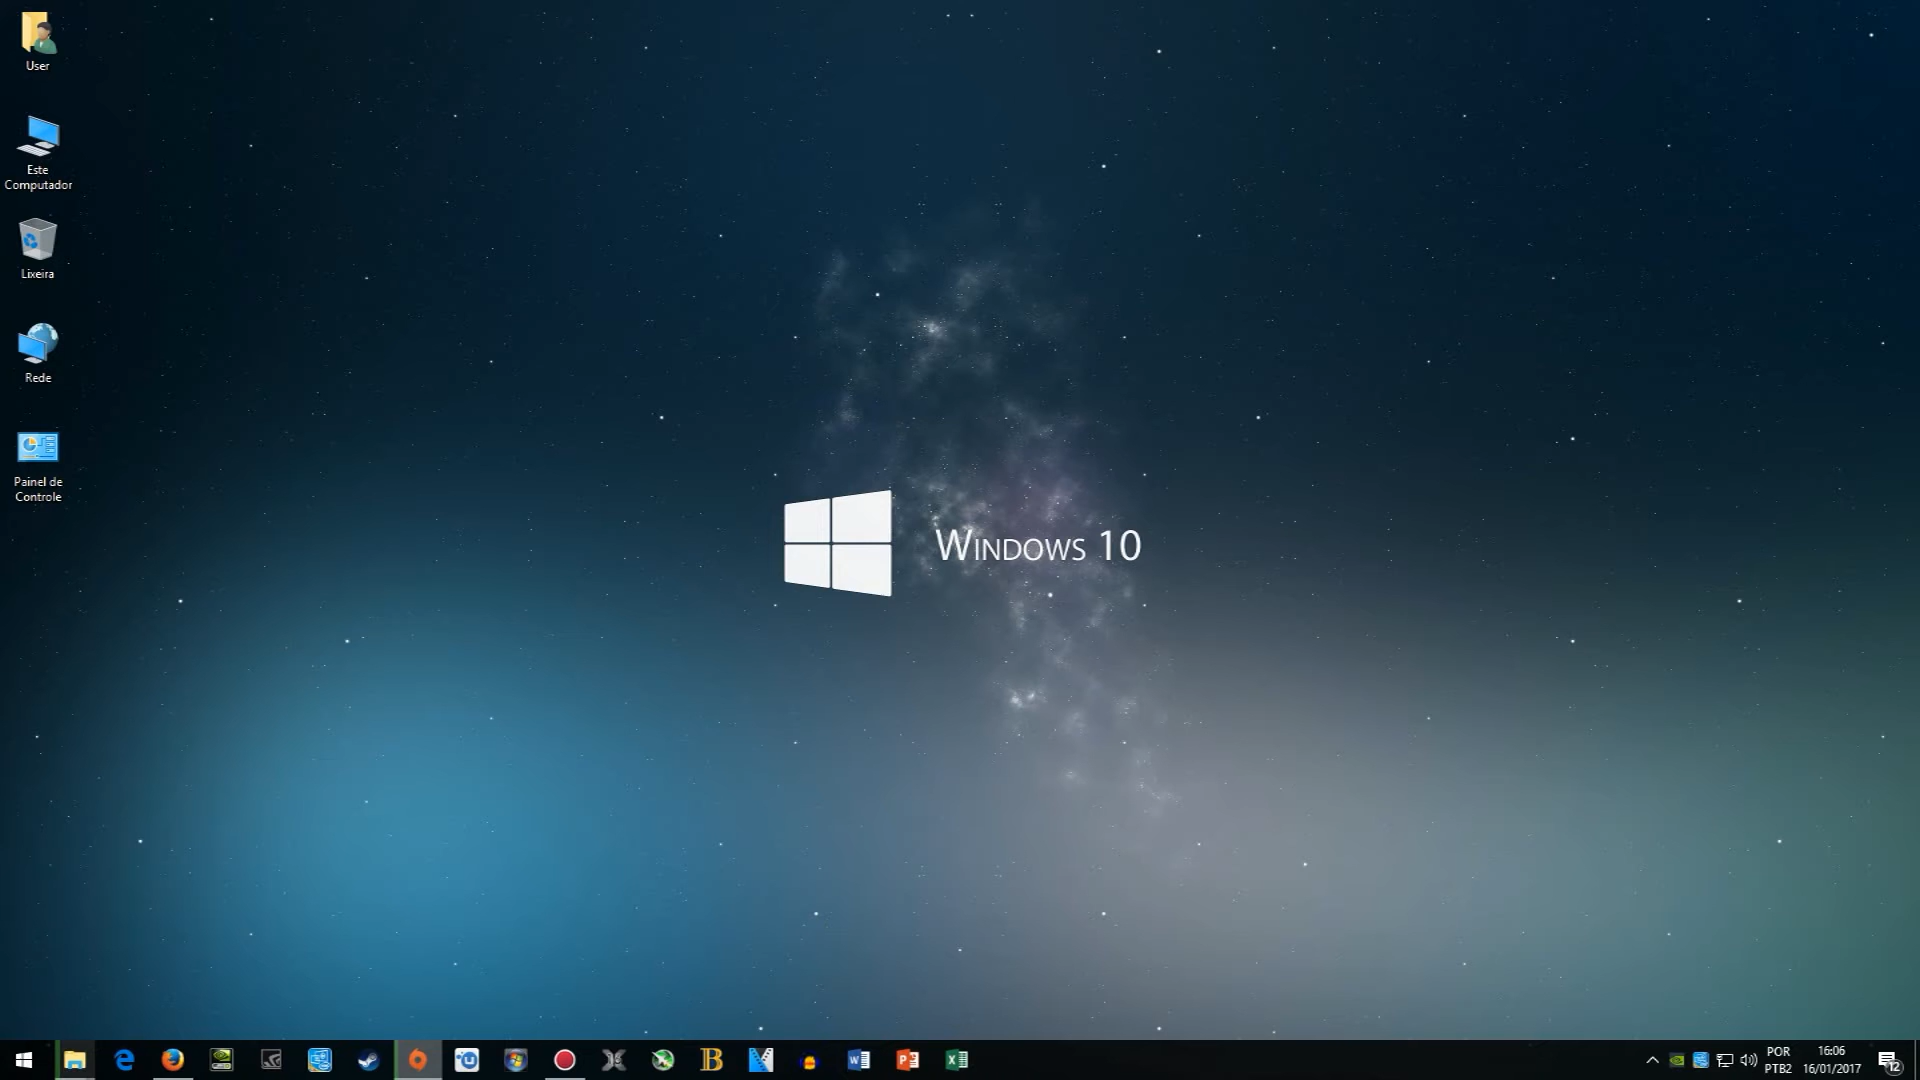 User
Este
Computador
Lixeira
Rede
Painel de
Controle
WINDOWS 10
POR
PTB2
16:06
16/01/2017
12